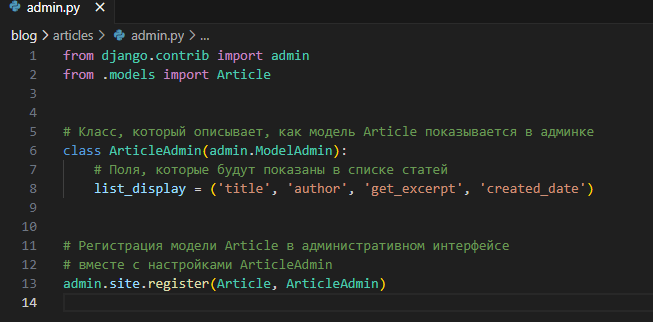 admin.py
blog > articles > admin.py > ...
1 from django.contrib import admin
2 from .models import Article
3
4
5 # Класс, который описывает, как модель Article показывается в админке
6 class ArticleAdmin(admin.ModelAdmin):
7     # Поля, которые будут показаны в списке статей
8     list_display = ('title', 'author', 'get_excerpt', 'created_date')
9
10
11 # Регистрация модели Article в административном интерфейсе
12 # вместе с настройками ArticleAdmin
13 admin.site.register(Article, ArticleAdmin)
14